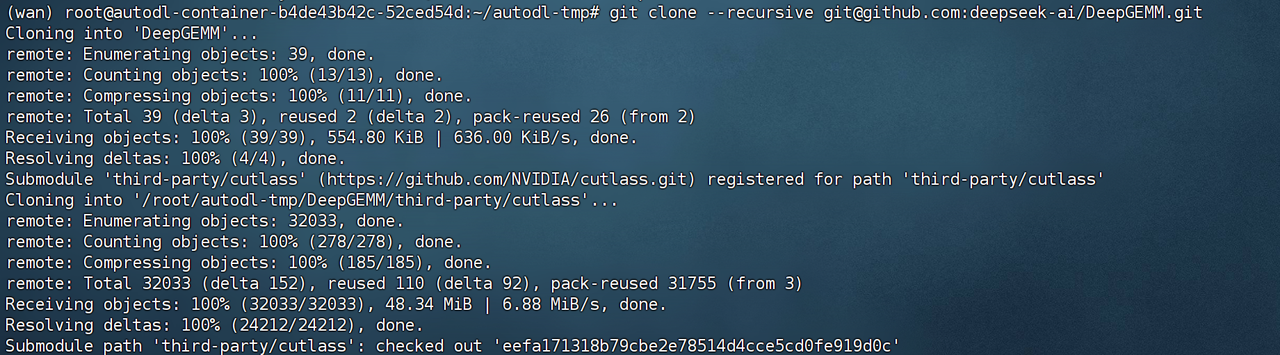 (wan) root@autodl-container-b4de43b42c-52ced54d:~/autodl-tmp# git clone --recursive git@github.com:deepseek-ai/DeepGEMM.git
Cloning into 'DeepGEMM'...
remote: Enumerating objects: 39, done.
remote: Counting objects: 100% (13/13), done.
remote: Compressing objects: 100% (11/11), done.
remote: Total 39 (delta 3), reused 2 (delta 2), pack-reused 26 (from 2)
Receiving objects: 100% (39/39), 554.80 KiB | 636.00 KiB/s, done.
Resolving deltas: 100% (4/4), done.
Submodule 'third-party/cutlass' (https://github.com/NVIDIA/cutlass.git) registered for path 'third-party/cutlass'
Cloning into '/root/autodl-tmp/DeepGEMM/third-party/cutlass'...
remote: Enumerating objects: 32033, done.
remote: Counting objects: 100% (278/278), done.
remote: Compressing objects: 100% (185/185), done.
remote: Total 32033 (delta 152), reused 110 (delta 92), pack-reused 31755 (from 3)
Receiving objects: 100% (32033/32033), 48.34 MiB | 6.88 MiB/s, done.
Resolving deltas: 100% (24212/24212), done.
Submodule path 'third-party/cutlass': checked out 'eefa171318b79cbe2e78514d4cce5cd0fe919d0c'